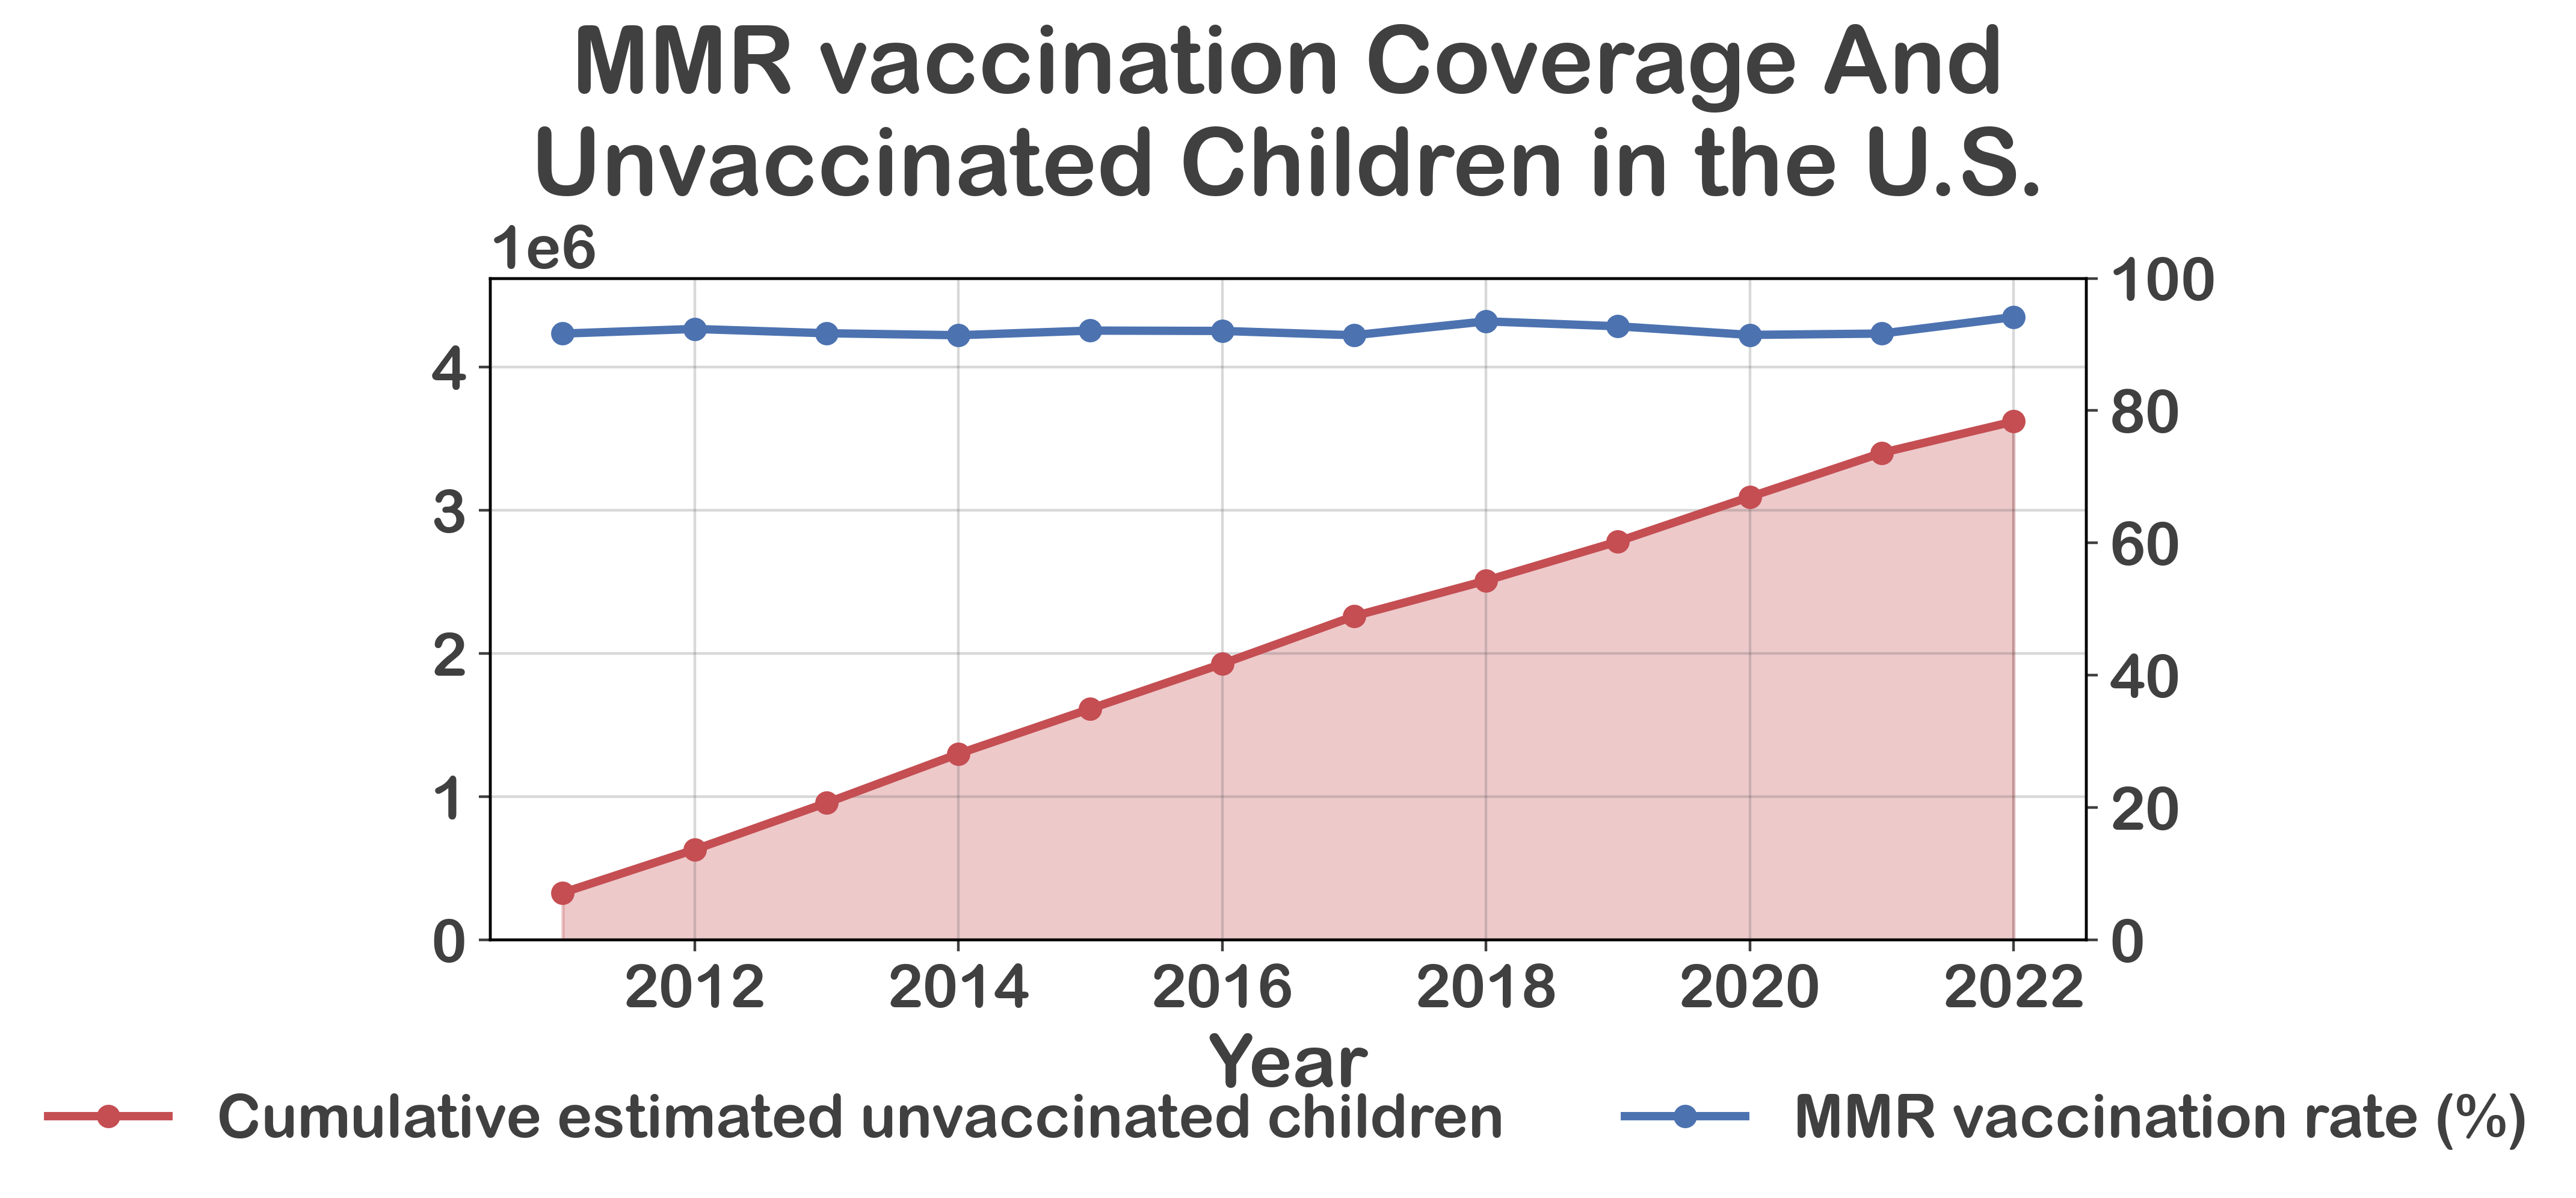 MMR vaccination Coverage And
Unvaccinated Children in the U.S.
1e6
100
4
80
3
60
2
40
1
20
0
0
2012 2014 2016 2018 2020 2022
Year
Cumulative estimated unvaccinated children MMR vaccination rate (%)